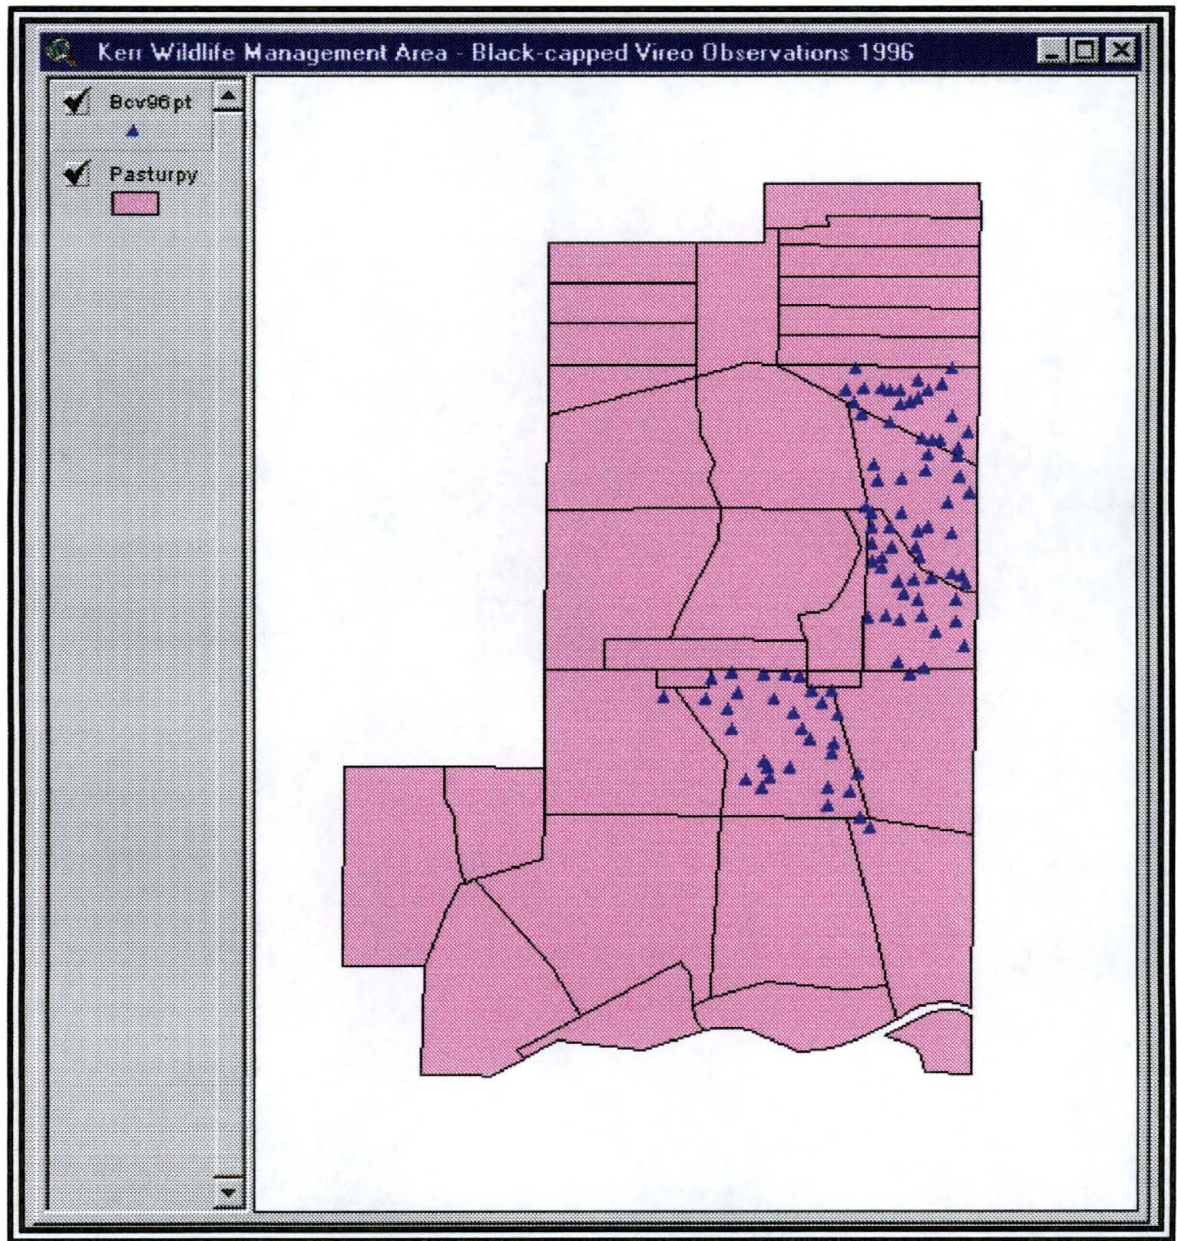 Kerr Wildlife Management Area - Black-capped Vireo Observations 1996
Bcv96pt
Pasturpy